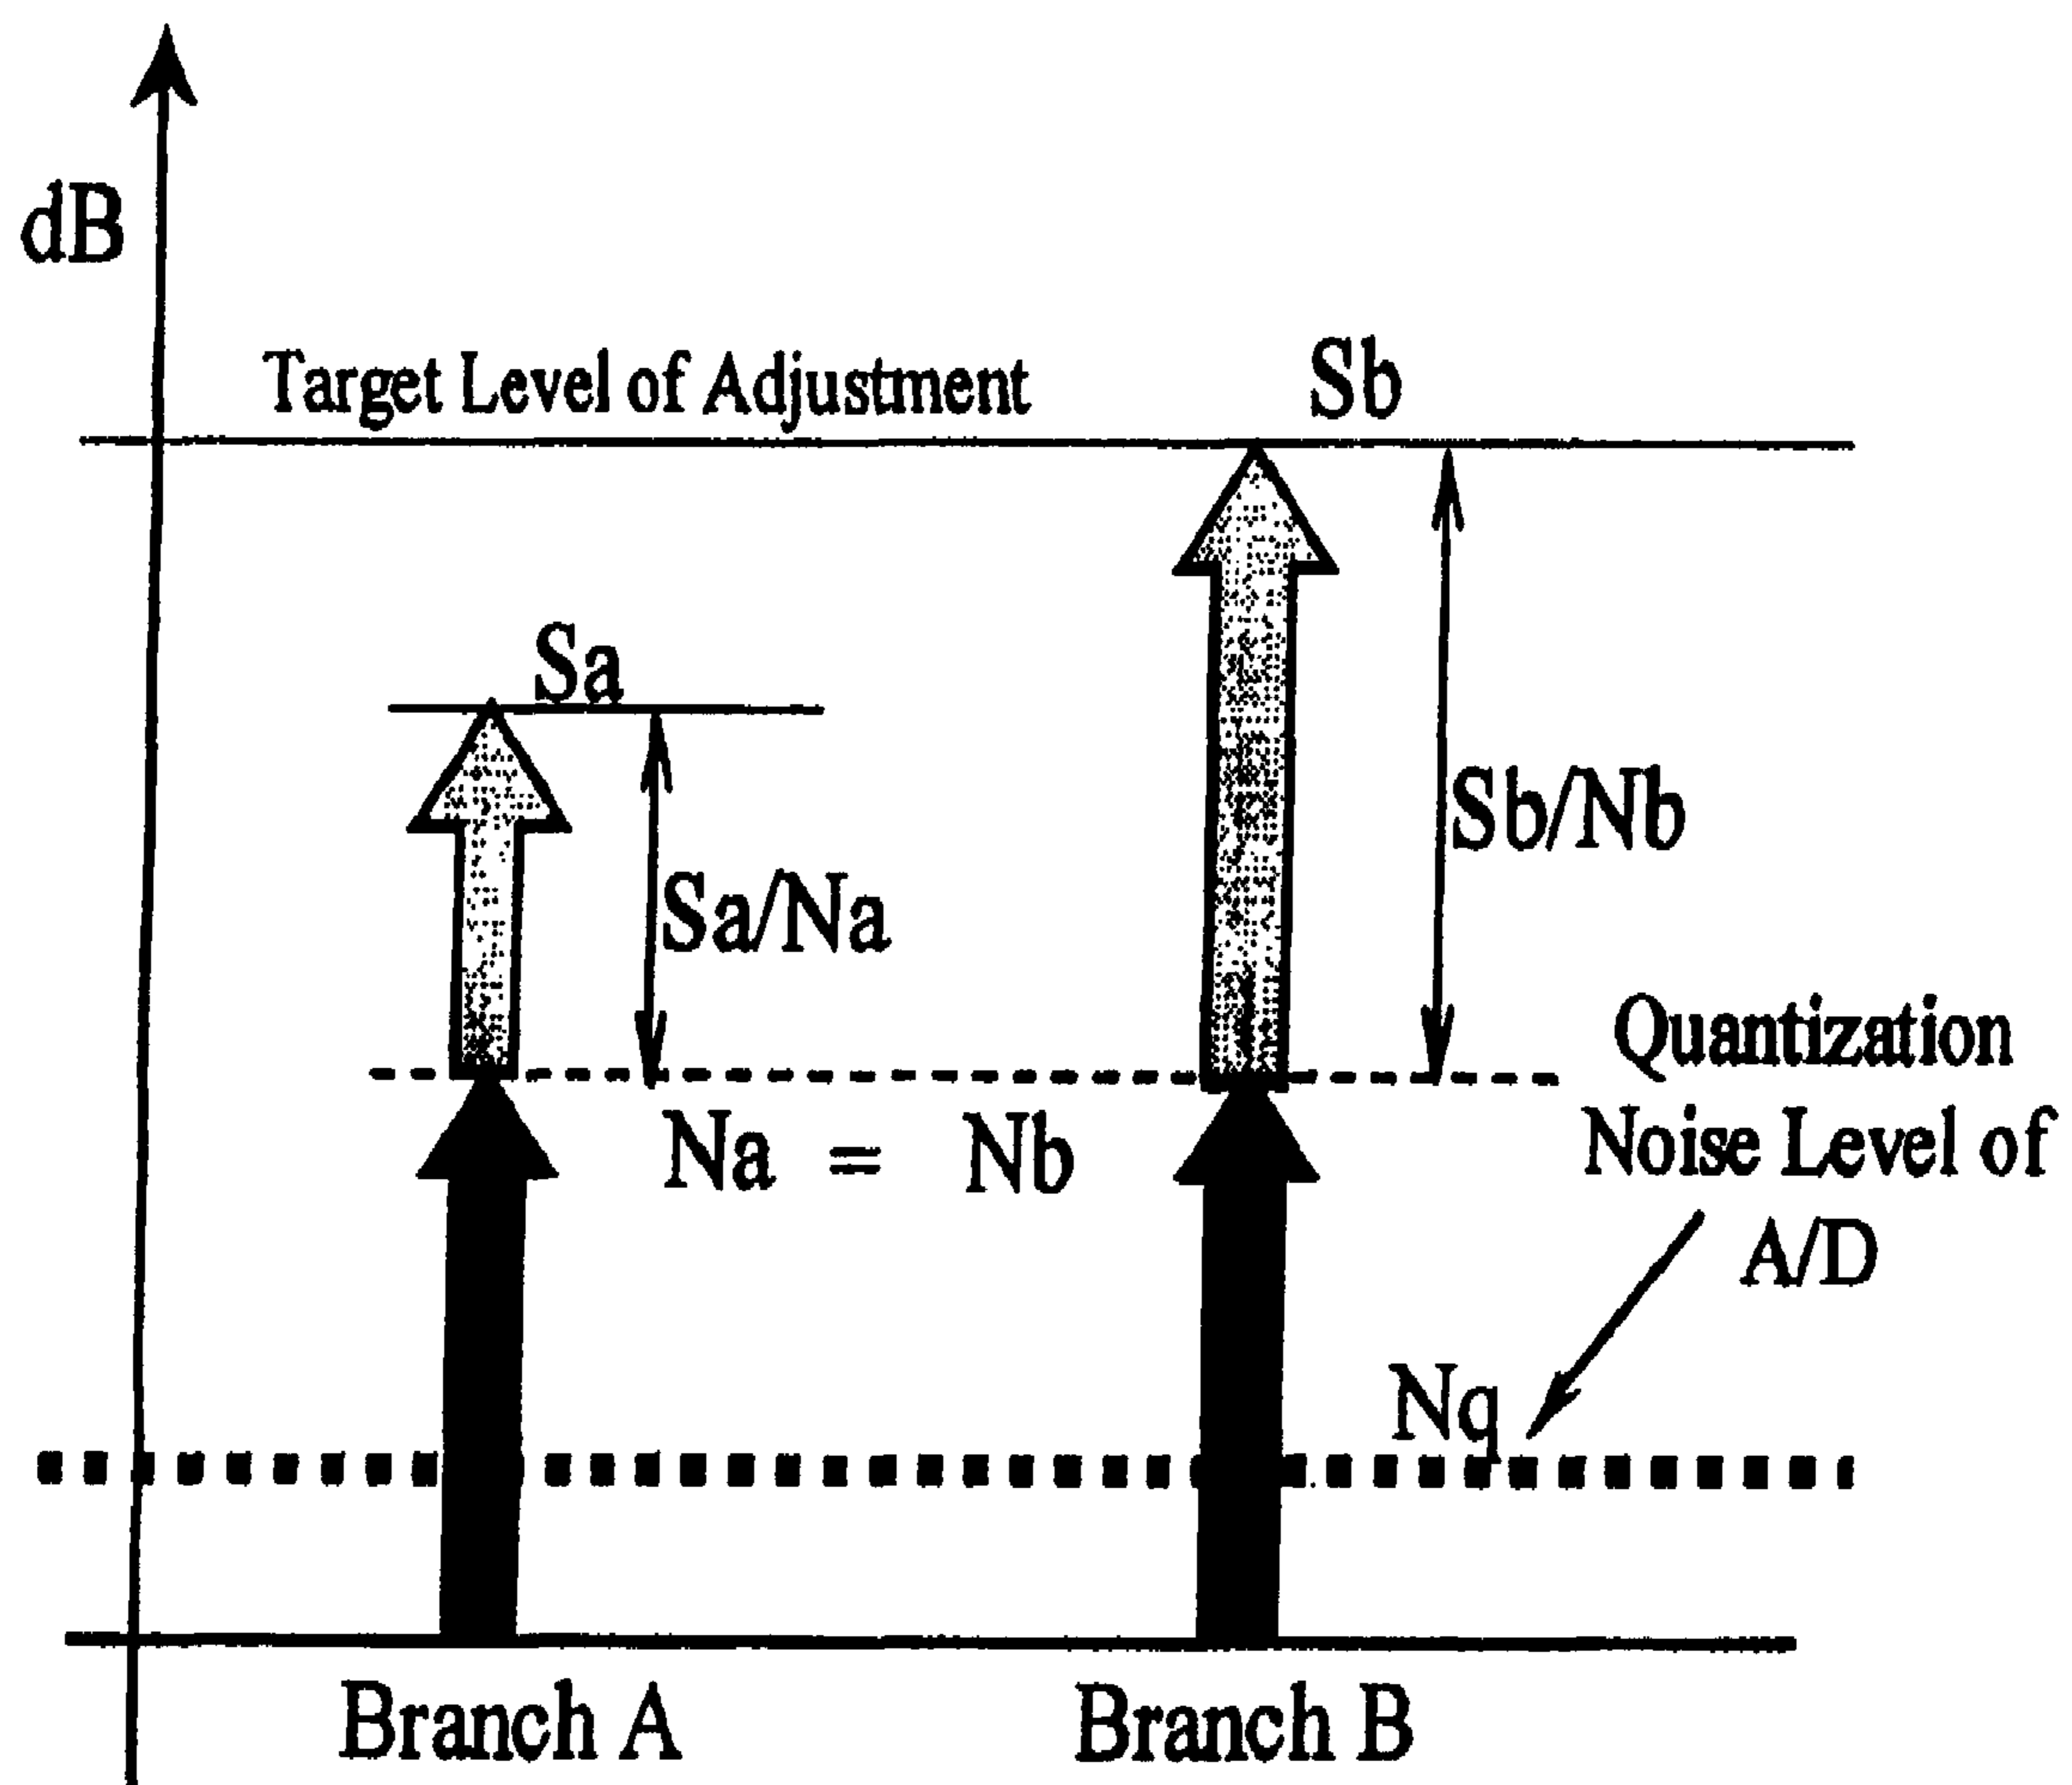 dB
Target Level of Adjustment
Sb
Sa
Sb/Nb
Sa/Na
Quantization
Noise Level of
A/D
Na = Nb
Nq
Branch A
Branch B